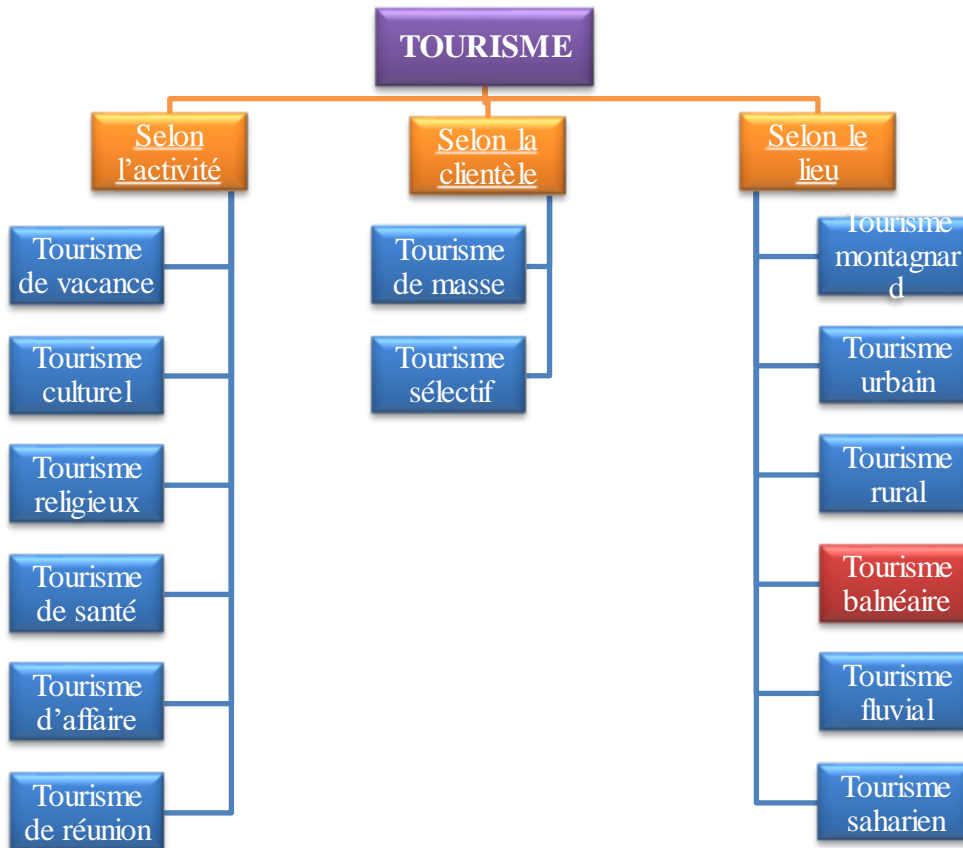 TOURISME
Selon
l’activité
Tourisme
de vacance
Tourisme
culturel
Tourisme
religieux
Tourisme
de santé
Tourisme
d’affaire
Tourisme
de réunion
Selon la
clientèle
Tourisme
de masse
Tourisme
sélectif
Selon le
lieu
Tourisme
montagnar
d
Tourisme
urbain
Tourisme
rural
Tourisme
balnéaire
Tourisme
fluvial
Tourisme
saharien